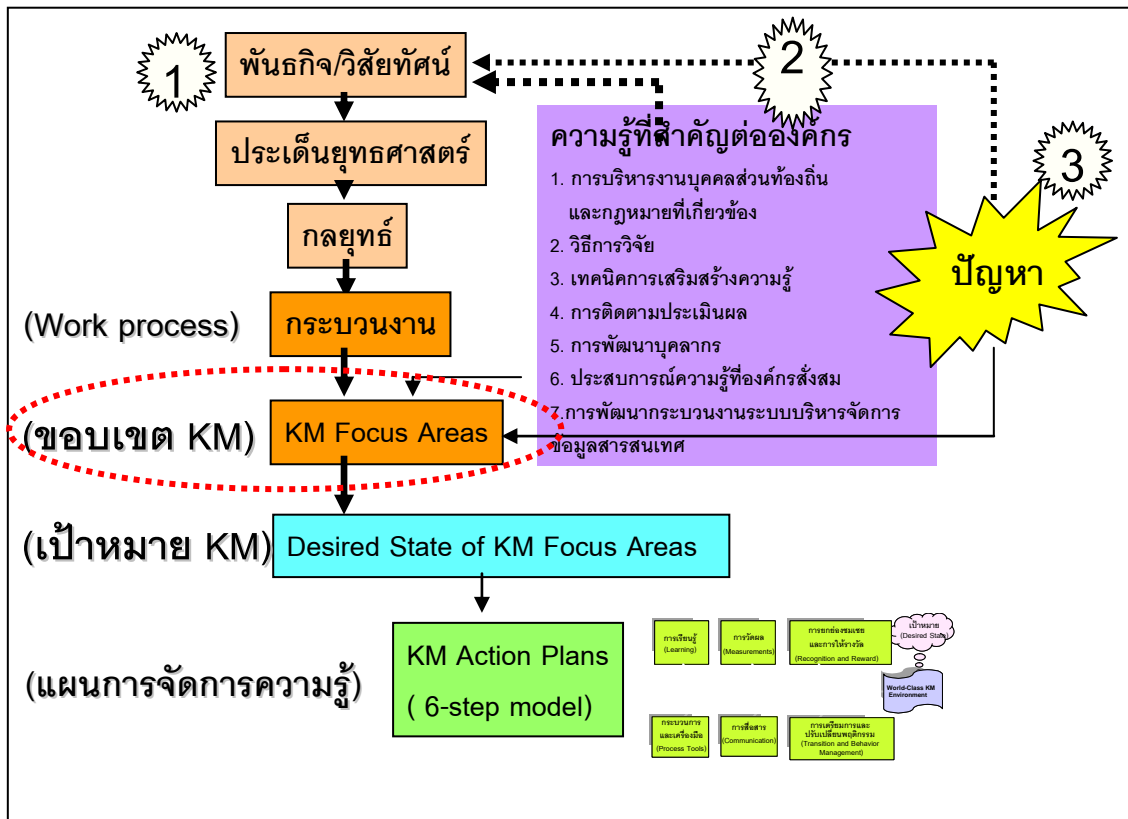 1
พันธกิจ/วิสัยทัศน์
2
ประเด็นยุทธศาสตร์
กลยุทธ์
(Work process)
กระบวนงาน
ความรู้ที่สำคัญต่อองค์กร
1. การบริหารงานบุคคลส่วนท้องถิ่น
และกฎหมายที่เกี่ยวข้อง
2. วิธีการวิจัย
3. เทคนิคการเสริมสร้างความรู้
4. การติดตามประเมินผล
5. การพัฒนาบุคลากร
6. ประสบการณ์ความรู้ที่องค์กรสั่งสม
7.การพัฒนากระบวนงานระบบบริหารจัดการ
ข้อมูลสารสนเทศ
3
ปัญหา
(ขอบเขต KM)
KM Focus Areas
(เป้าหมาย KM)
Desired State of KM Focus Areas
(แผนการจัดการความรู้)
KM Action Plans
( 6-step model)
การเรียนรู้
(Learning)
การวัดผล
(Measurements)
การยกย่องชมเชย
และการให้รางวัล
(Recognition and Reward)
เป้าหมาย
(Desired State)
World-Class KM
Environment
กระบวนการ
และเครื่องมือ
(Process Tools)
การสื่อสาร
(Communication)
การเตรียมการและ
ปรับเปลี่ยนพฤติกรรม
(Transition and Behavior
Management)